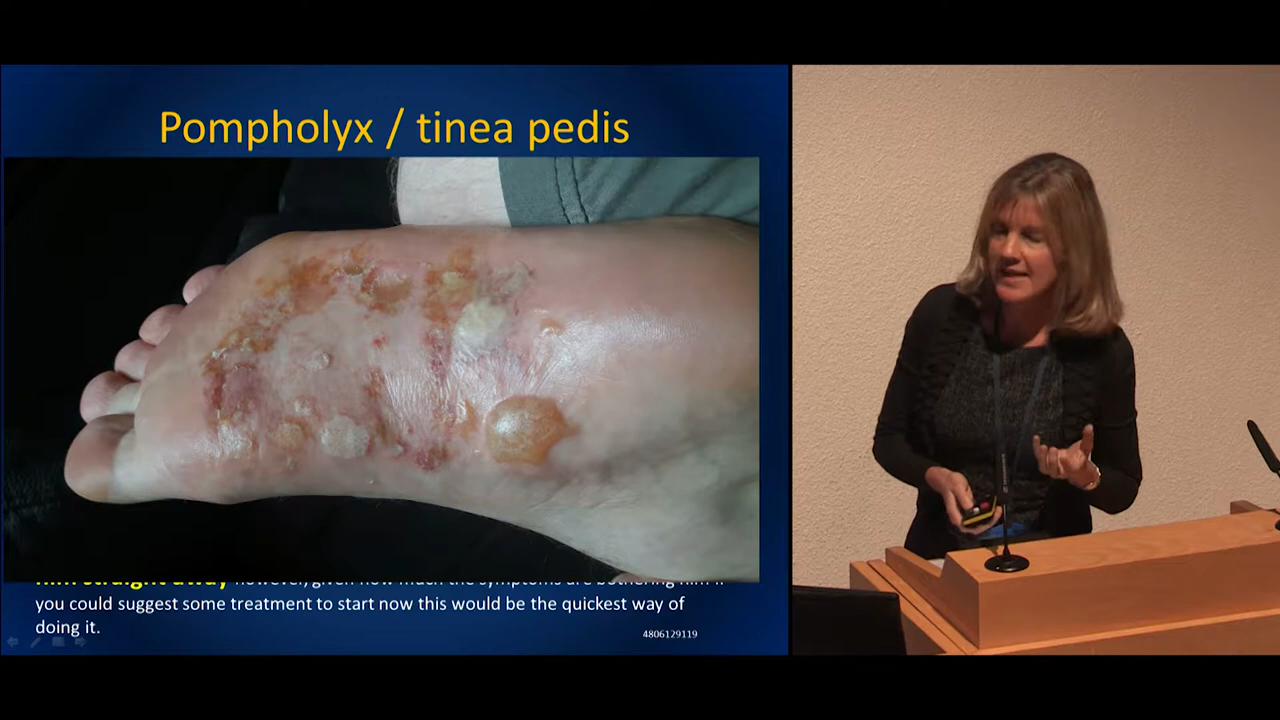 Pompholyx / tinea pedis
him straight away however, given how much the symptoms are bothering him if
you could suggest some treatment to start now this would be the quickest way of
doing it.
4806129119